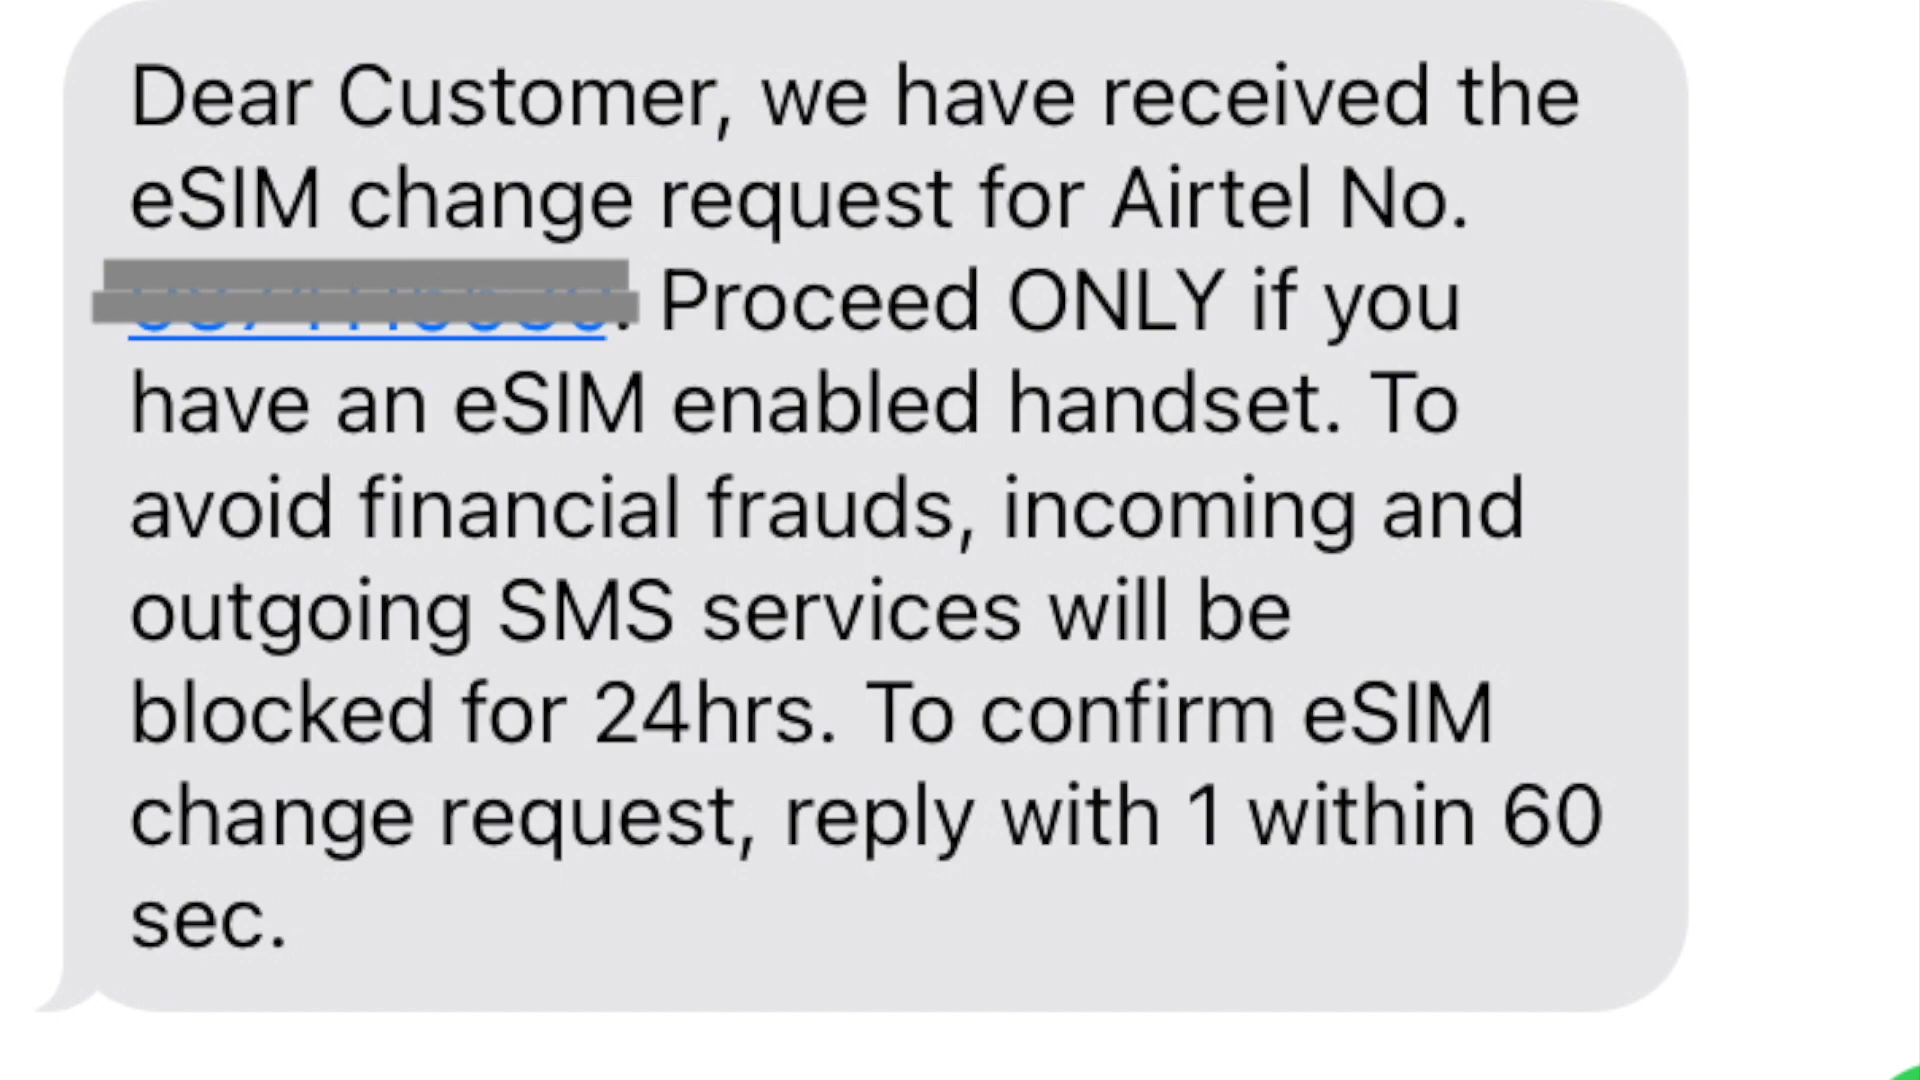 Dear Customer, we have received the
eSIM change request for Airtel No.
. Proceed ONLY if you
have an eSIM enabled handset. To
avoid financial frauds, incoming and
outgoing SMS services will be
blocked for 24hrs. To confirm eSIM
change request, reply with 1 within 60
sec.